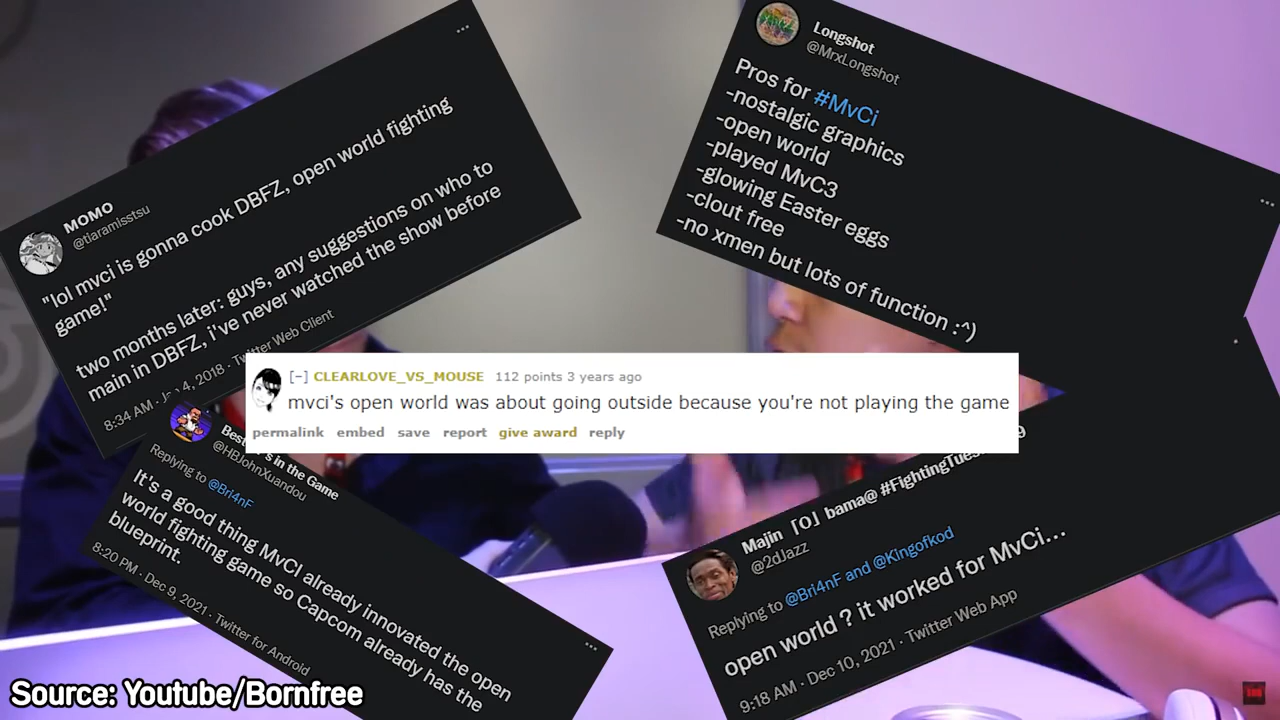 MOMO
@tiaramisstsu
"lol mvci is gonna cook DBFZ, open world fighting
game!"
two months later: guys, any suggestions on who to
main in DBFZ, i've never watched the show before
8:34 AM · 4, 2018 · Twitter Web Client
Longshot
@MrxLongshot
Pros for #MvCi
-nostalgic graphics
-open world
-played MvC3
-glowing Easter eggs
-clout free
-no xmen but lots of function :^)
[−] CLEARLOVE_VS_MOUSE 112 points 3 years ago
mvci's open world was about going outside because you're not playing the game
permalink embed save report give award reply
in the Game
@HBJohnXuandou
Replying to @Bri4nF
It's a good thing MvCI already innovated the open
world fighting game so Capcom already has the
blueprint.
8:20 PM · Dec 9, 2021 · Twitter for Android
Majin [O] bama@
@2dJazz
Replying to @Bri4nF and @Kingofkod
open world ? it worked for MvCi...
9:18 AM · Dec 10, 2021 · Twitter Web App
Source: Youtube/Bornfree